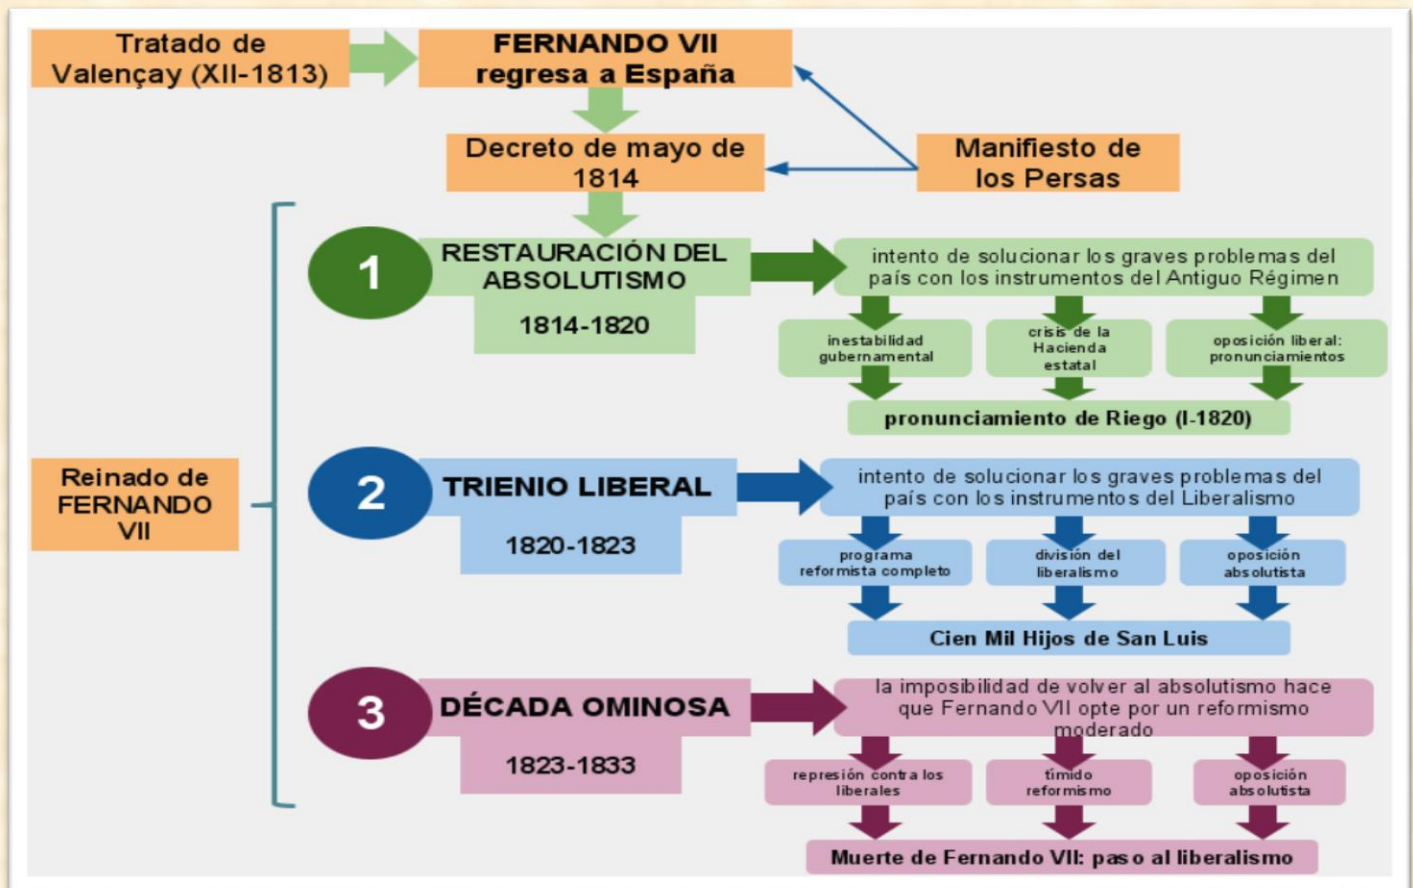 Tratado de
Valençay (XII-1813)
FERNANDO VII
regresa a España
Decreto de mayo de
1814
Manifiesto de
los Persas
Reinado de
FERNANDO
VII
1
RESTAURACIÓN DEL
ABSOLUTISMO
1814-1820
intento de solucionar los graves problemas del
país con los instrumentos del Antiguo Régimen
inestabilidad
gubernamental
crisis de la
Hacienda
estatal
oposición liberal:
pronunciamientos
pronunciamiento de Riego (I-1820)
2
TRIENIO LIBERAL
1820-1823
intento de solucionar los graves problemas del
país con los instrumentos del Liberalismo
programa
reformista completo
división del
liberalismo
oposición
absolutista
Cien Mil Hijos de San Luis
3
DÉCADA OMINOSA
1823-1833
la imposibilidad de volver al absolutismo hace
que Fernando VII opte por un reformismo
moderado
represión contra los
liberales
tímido
reformismo
oposición
absolutista
Muerte de Fernando VII: paso al liberalismo